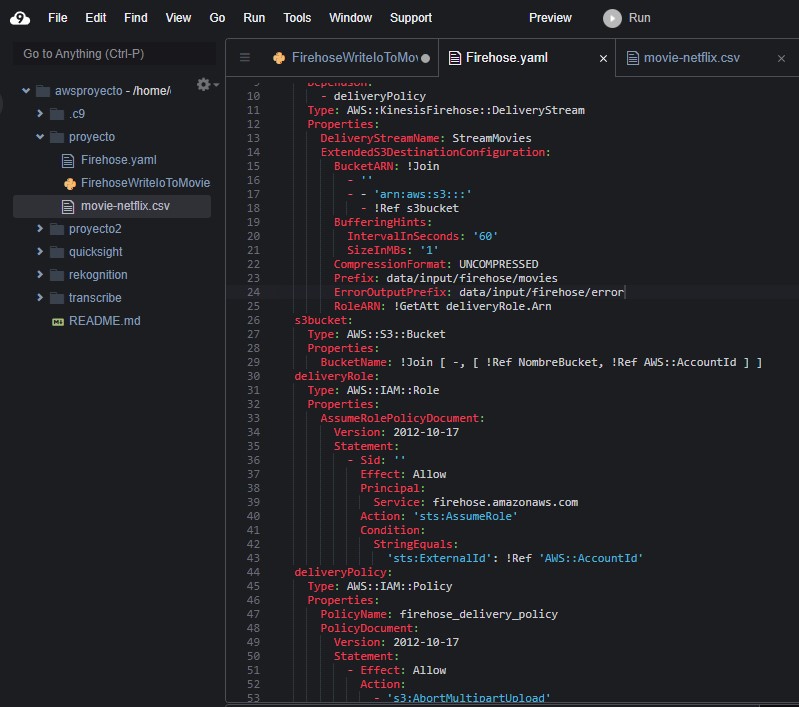 9 File Edit Find View Go Run Tools Window Support Preview Run
Go to Anything (Ctrl-P)
FirehoseWriteIoToMov
Firehose.yaml
movie-netflix.csv
awsproyecto - /home/
.c9
proyecto
Firehose.yaml
FirehoseWriteIoToMovie
movie-netflix.csv
proyecto2
quicksight
rekognition
transcribe
README.md
9 DependsOn:
10 - deliveryPolicy
11 Type: AWS::KinesisFirehose::DeliveryStream
12 Properties:
13 DeliveryStreamName: StreamMovies
14 ExtendedS3DestinationConfiguration:
15 BucketARN: !Join
16 - ''
17 - - 'arn:aws:s3:::'
18 - !Ref s3bucket
19 BufferingHints:
20 IntervalInSeconds: '60'
21 SizeInMBs: '1'
22 CompressionFormat: UNCOMPRESSED
23 Prefix: data/input/firehose/movies
24 ErrorOutputPrefix: data/input/firehose/error
25 RoleARN: !GetAtt deliveryRole.Arn
26 s3bucket:
27 Type: AWS::S3::Bucket
28 Properties:
29 BucketName: !Join [ -, [ !Ref NombreBucket, !Ref AWS::AccountId ] ]
30 deliveryRole:
31 Type: AWS::IAM::Role
32 Properties:
33 AssumeRolePolicyDocument:
34 Version: 2012-10-17
35 Statement:
36 - Sid: ''
37 Effect: Allow
38 Principal:
39 Service: firehose.amazonaws.com
40 Action: 'sts:AssumeRole'
41 Condition:
42 StringEquals:
43 'sts:ExternalId': !Ref 'AWS::AccountId'
44 deliveryPolicy:
45 Type: AWS::IAM::Policy
46 Properties:
47 PolicyName: firehose_delivery_policy
48 PolicyDocument:
49 Version: 2012-10-17
50 Statement:
51 - Effect: Allow
52 Action:
53 - 's3:AbortMultipartUpload'